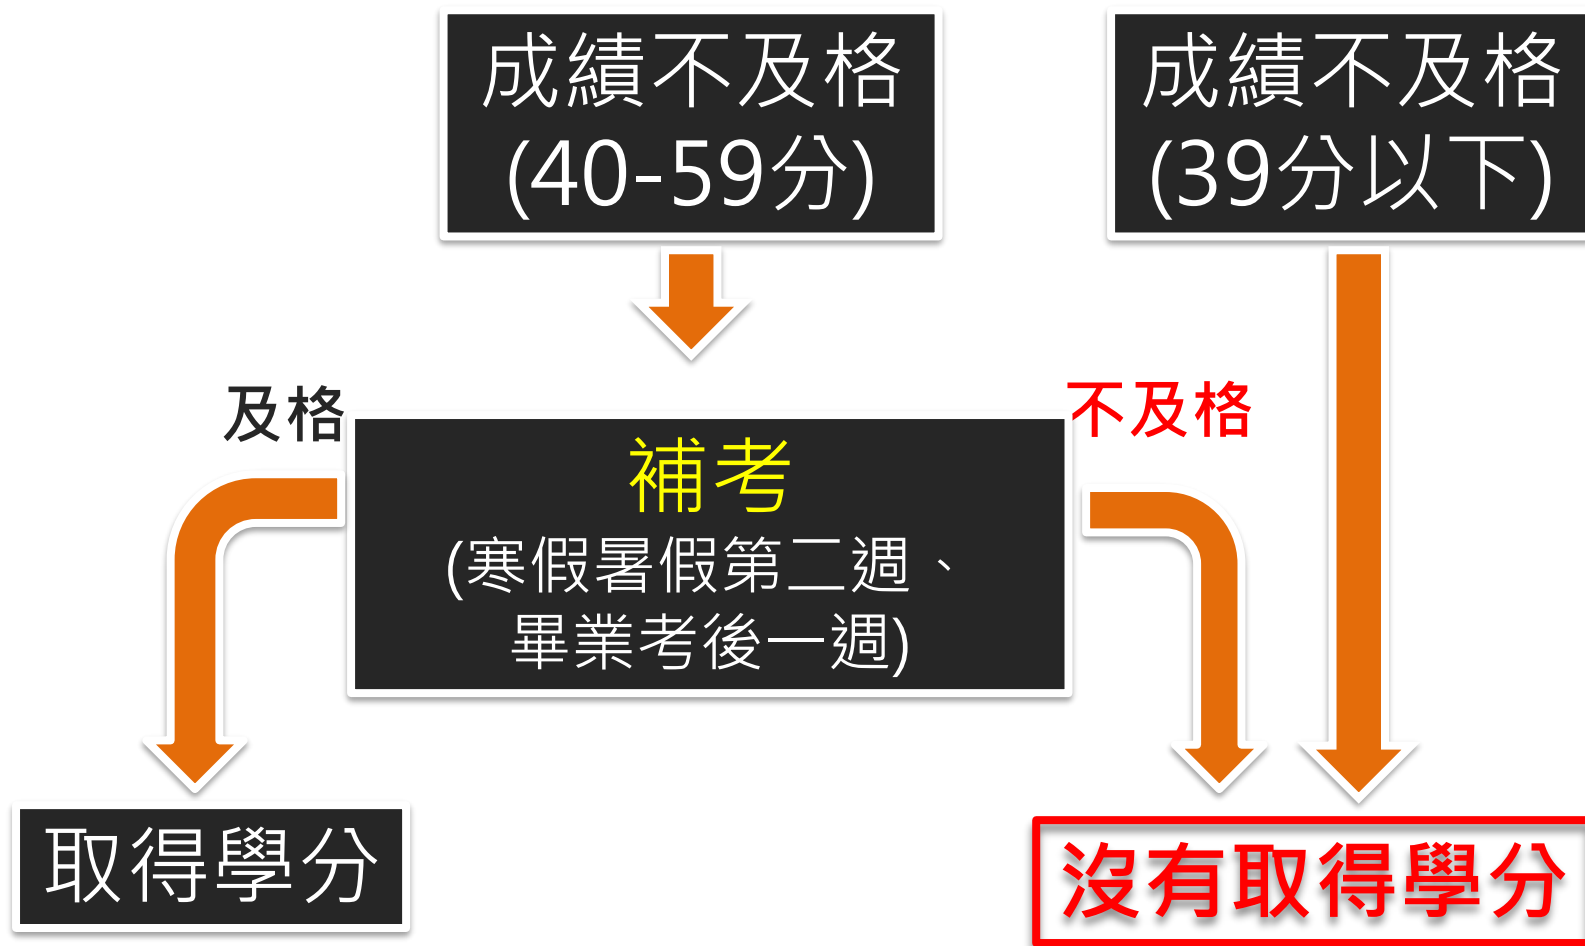 成績不及格
(40-59分)
成績不及格
(39分以下)
及格
不及格
補考
(寒假暑假第二週、
畢業考後一週)
取得學分
沒有取得學分